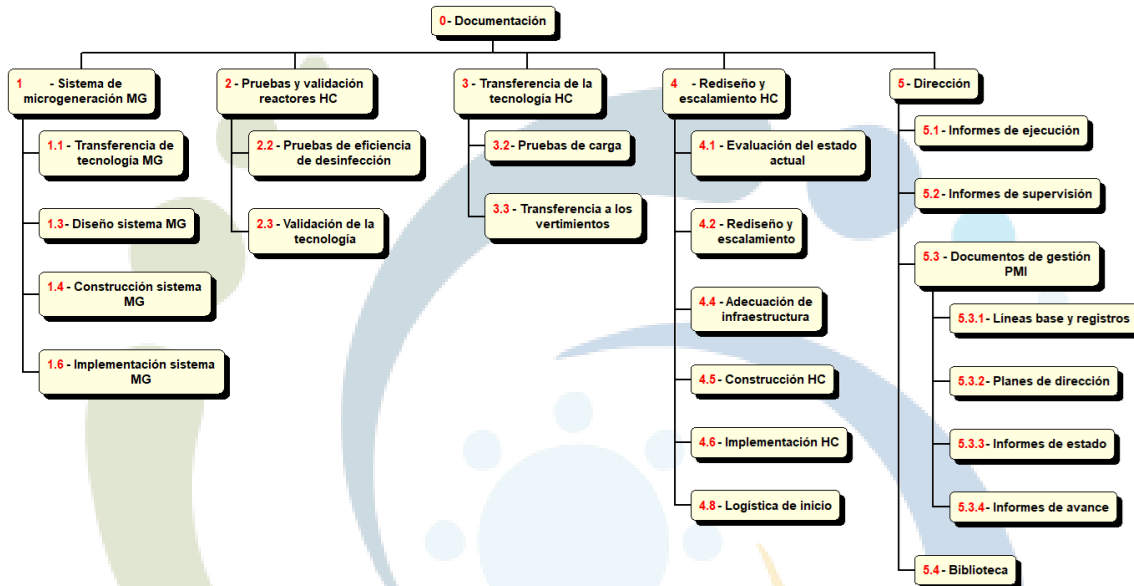 0- Documentación
1 - Sistema de
microgeneración MG
1.1 - Transferencia de
tecnología MG
1.3- Diseño sistema MG
1.4 - Construcción sistema
MG
1.6 - Implementación sistema
MG
2 - Pruebas y validación
reactores HC
2.2 - Pruebas de eficiencia
de desinfección
2.3 - Validación de la
tecnología
3 - Transferencia de la
tecnología HC
3.2- Pruebas de carga
3.3 - Transferencia a los
vertimientos
4 - Rediseño y
escalamiento HC
4.1 - Evaluación del estado
actual
4.2 - Rediseño y
escalamiento
4.4 - Adecuación de
infraestructura
4.5 - Construcción HC
4.6 - Implementación HC
4.8 - Logística de inicio
5 - Dirección
5.1 - Informes de ejecución
5.2 - Informes de supervisión
5.3 - Documentos de gestión
PMI
5.3.1 - Líneas base y registros
5.3.2 - Planes de dirección
5.3.3 - Informes de estado
5.3.4 - Informes de avance
5.4 - Biblioteca